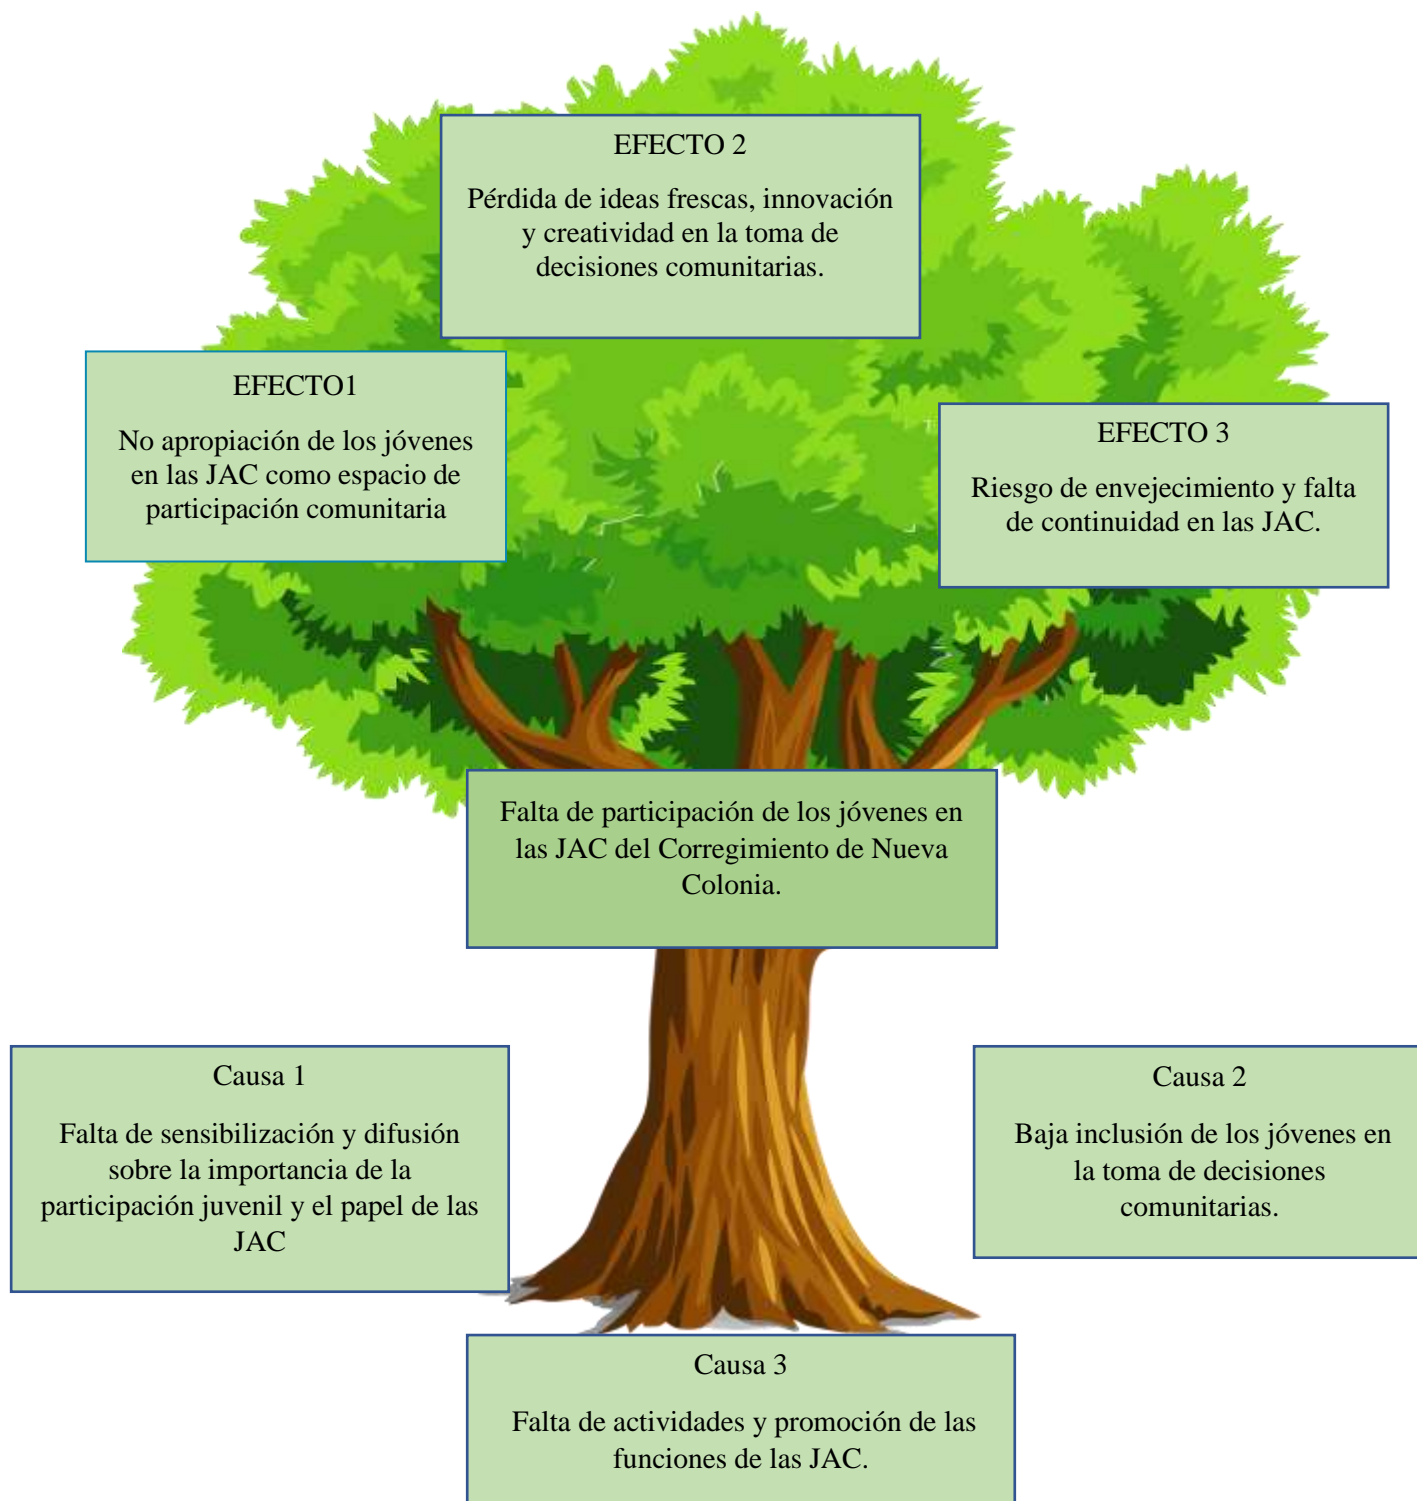 EFECTO 2
Pérdida de ideas frescas, innovación
y creatividad en la toma de
decisiones comunitarias.
EFECTO1
No apropiación de los jóvenes
en las JAC como espacio de
participación comunitaria
EFECTO 3
Riesgo de envejecimiento y falta
de continuidad en las JAC.
Falta de participación de los jóvenes en
las JAC del Corregimiento de Nueva
Colonia.
Causa 1
Falta de sensibilización y difusión
sobre la importancia de la
participación juvenil y el papel de las
JAC
Causa 2
Baja inclusión de los jóvenes en
la toma de decisiones
comunitarias.
Causa 3
Falta de actividades y promoción de las
funciones de las JAC.